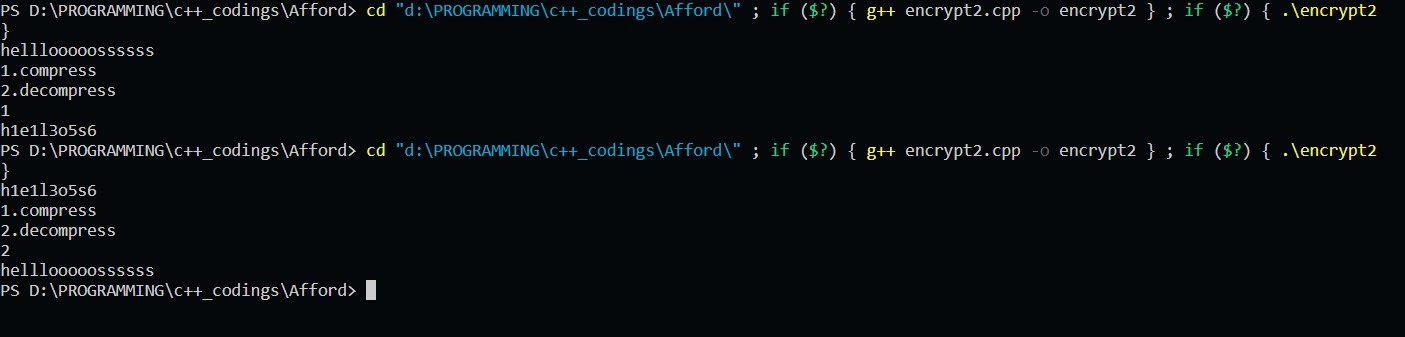 PS D:\PROGRAMMING\c++_codings\Afford> cd "d:\PROGRAMMING\c++_codings\Afford\" ; if ($?) { g++ encrypt2.cpp -o encrypt2 } ; if ($?) { .\encrypt2
}
helllooooossssss
1.compress
2.decompress
1
h1e1l3o5s6
PS D:\PROGRAMMING\c++_codings\Afford> cd "d:\PROGRAMMING\c++_codings\Afford\" ; if ($?) { g++ encrypt2.cpp -o encrypt2 } ; if ($?) { .\encrypt2
}
h1e1l3o5s6
1.compress
2.decompress
2
helllooooossssss
PS D:\PROGRAMMING\c++_codings\Afford>